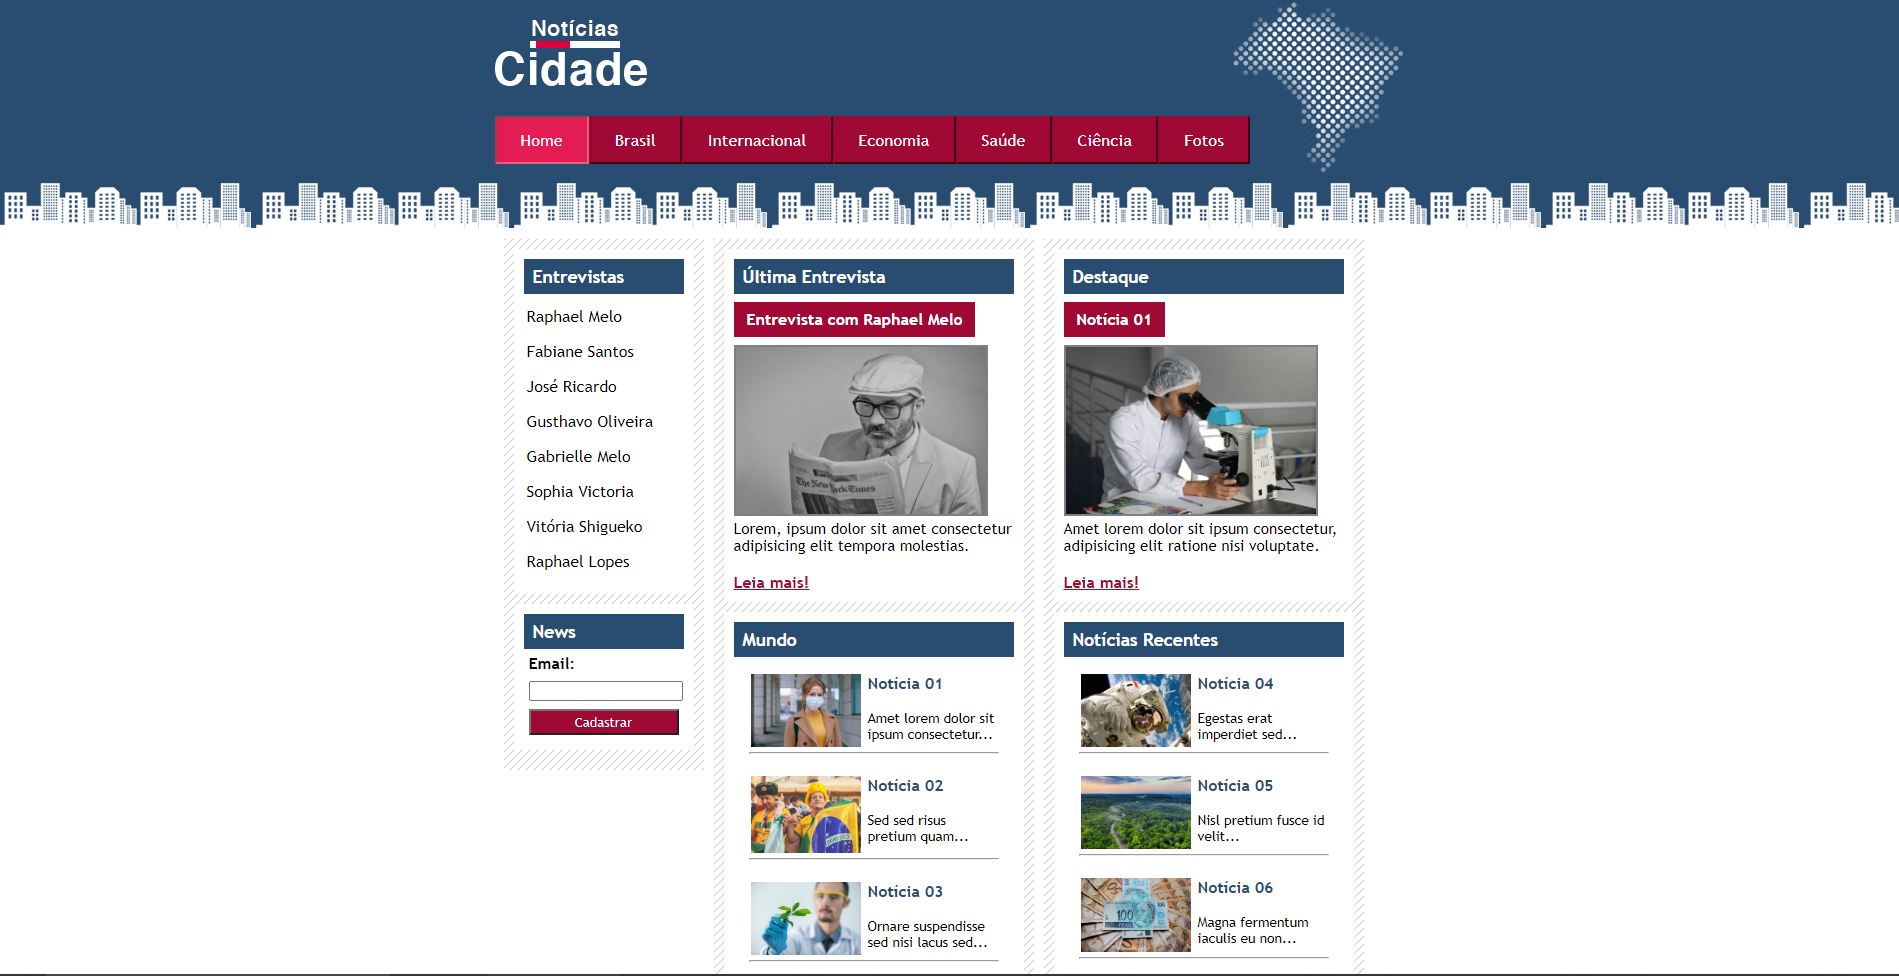 Notícias
Cidade
Home
Brasil
Internacional
Economia
Saúde
Ciência
Fotos
Entrevistas
Raphael Melo
Fabiane Santos
José Ricardo
Gusthavo Oliveira
Gabrielle Melo
Sophia Victoria
Vitória Shigueko
Raphael Lopes
News
Email:
Cadastrar
Última Entrevista
Entrevista com Raphael Melo
The New York Times
Lorem, ipsum dolor sit amet consectetur
adipisicing elit tempora molestias.
Leia mais!
Destaque
Notícia 01
Amet lorem dolor sit ipsum consectetur,
adipisicing elit ratione nisi voluptate.
Leia mais!
Mundo
Notícia 01
Amet lorem dolor sit
ipsum consectetur...
Notícia 02
Sed sed risus
pretium quam...
Notícia 03
Ornare suspendisse
sed nisi lacus sed...
Notícias Recentes
Notícia 04
Egestas erat
imperdiet sed...
Notícia 05
Nisl pretium fusce id
velit...
Notícia 06
100
Magna fermentum
iaculis eu non...